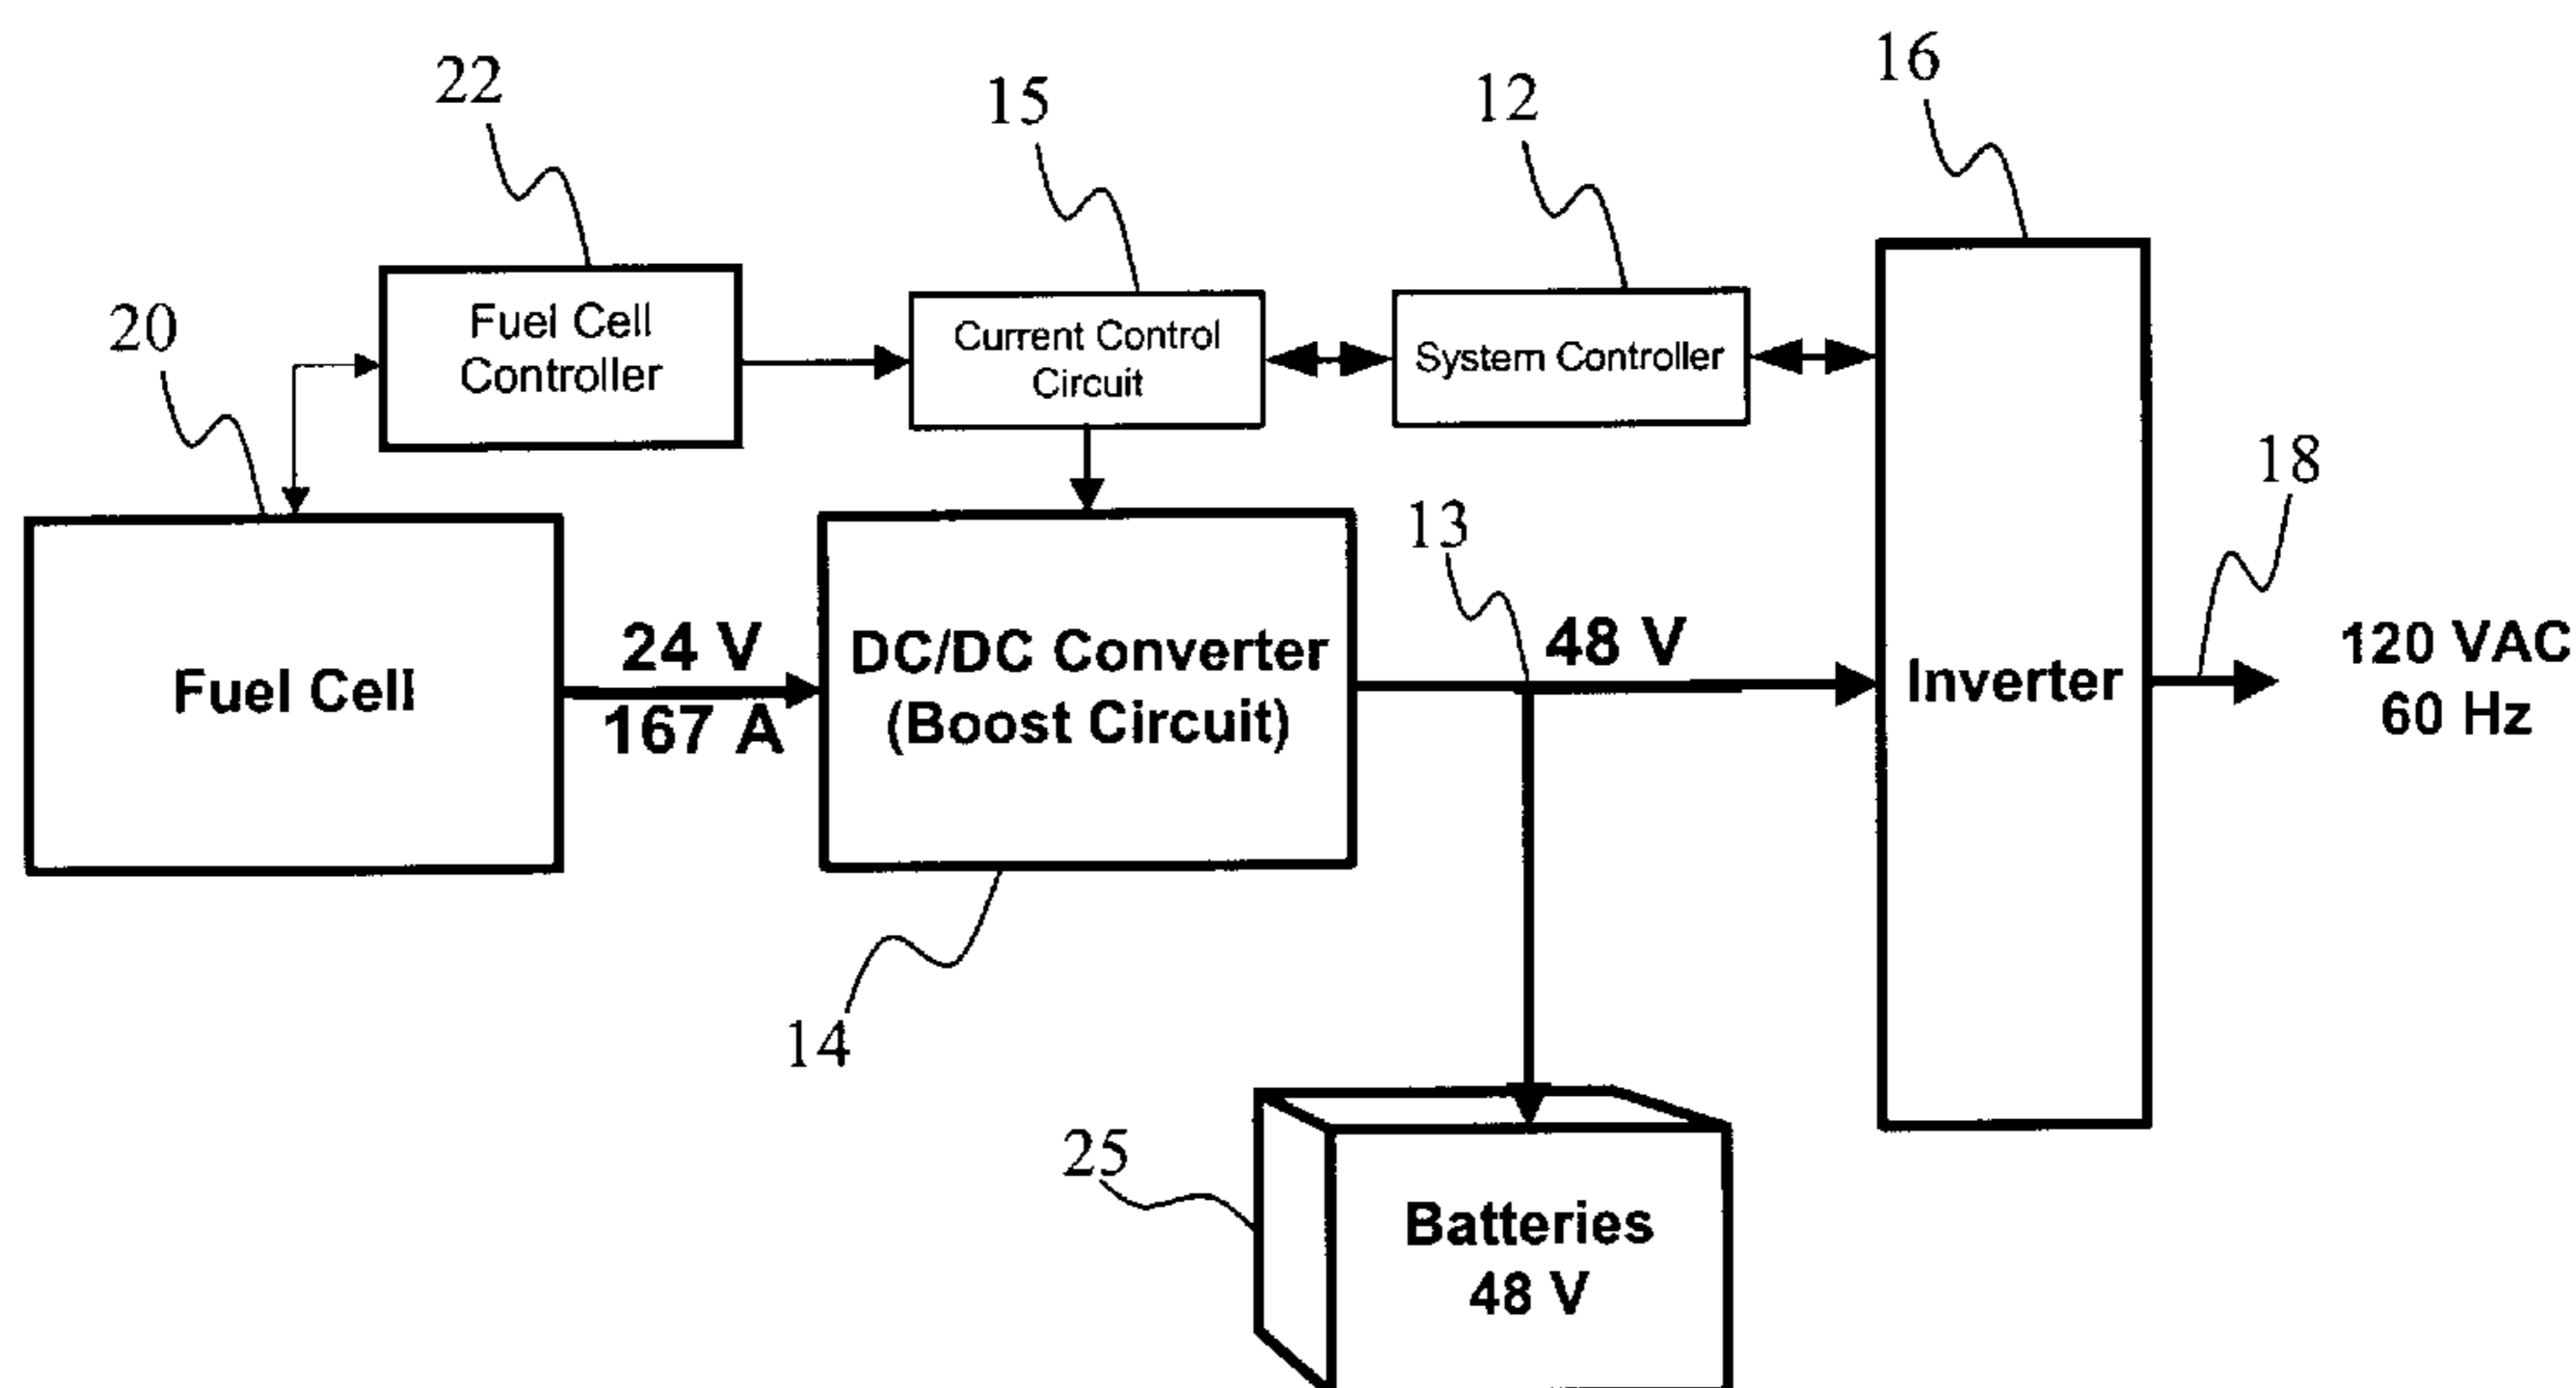 16
22
15
12
20
Fuel Cell
Controller
Current Control
Circuit
System Controller
18
13
24 V
167 A
48 V
120 VAC
60 Hz
Fuel Cell
DC/DC Converter
(Boost Circuit)
Inverter
14
25
Batteries
48 V